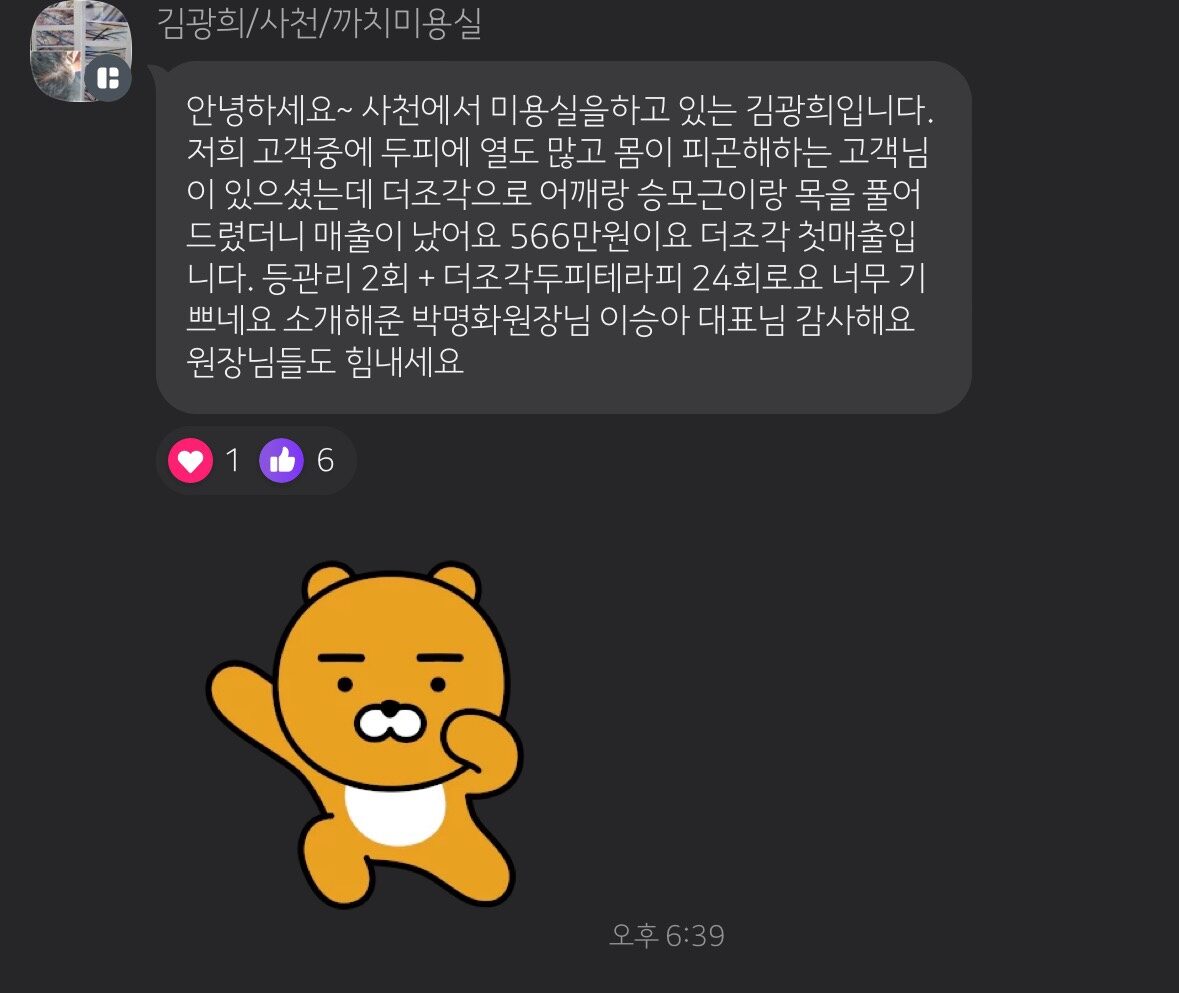 김광희/사천/까치미용실
안녕하세요~ 사천에서 미용실을하고 있는 김광희입니다.
저희 고객중에 두피에 열도 많고 몸이 피곤해하는 고객님
이 있으셨는데 더조각으로 어깨랑 승모근이랑 목을 풀어
드렸더니 매출이 났어요 566만원이요 더조각 첫매출입
니다. 등관리 2회 + 더조각두피테라피 24회로요 너무 기
쁘네요 소개해준 박명화원장님 이승아 대표님 감사해요
원장님들도 힘내세요
1 6
오후 6:39